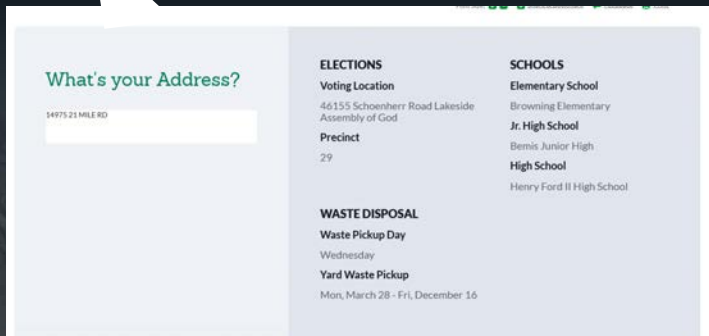 What's your Address?
14975 21 MILE RD
ELECTIONS
Voting Location
46155 Schoenherr Road Lakeside
Assembly of God
Precinct
29
SCHOOLS
Elementary School
Browning Elementary
Jr. High School
Bemis Junior High
High School
Henry Ford II High School
WASTE DISPOSAL
Waste Pickup Day
Wednesday
Yard Waste Pickup
Mon, March 28 - Fri, December 16